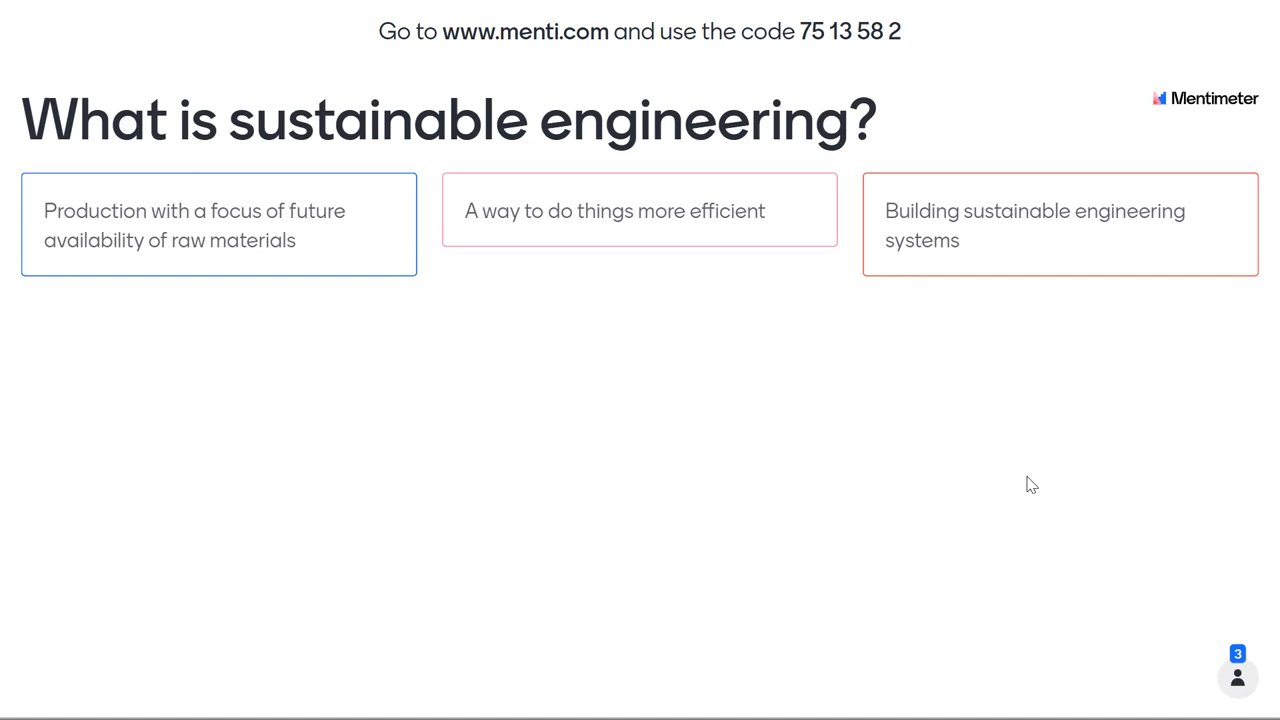 Go to www.menti.com and use the code 75 13 58 2
What is sustainable engineering?
Mentimeter
Production with a focus of future
availability of raw materials
A way to do things more efficient
Building sustainable engineering
systems
3